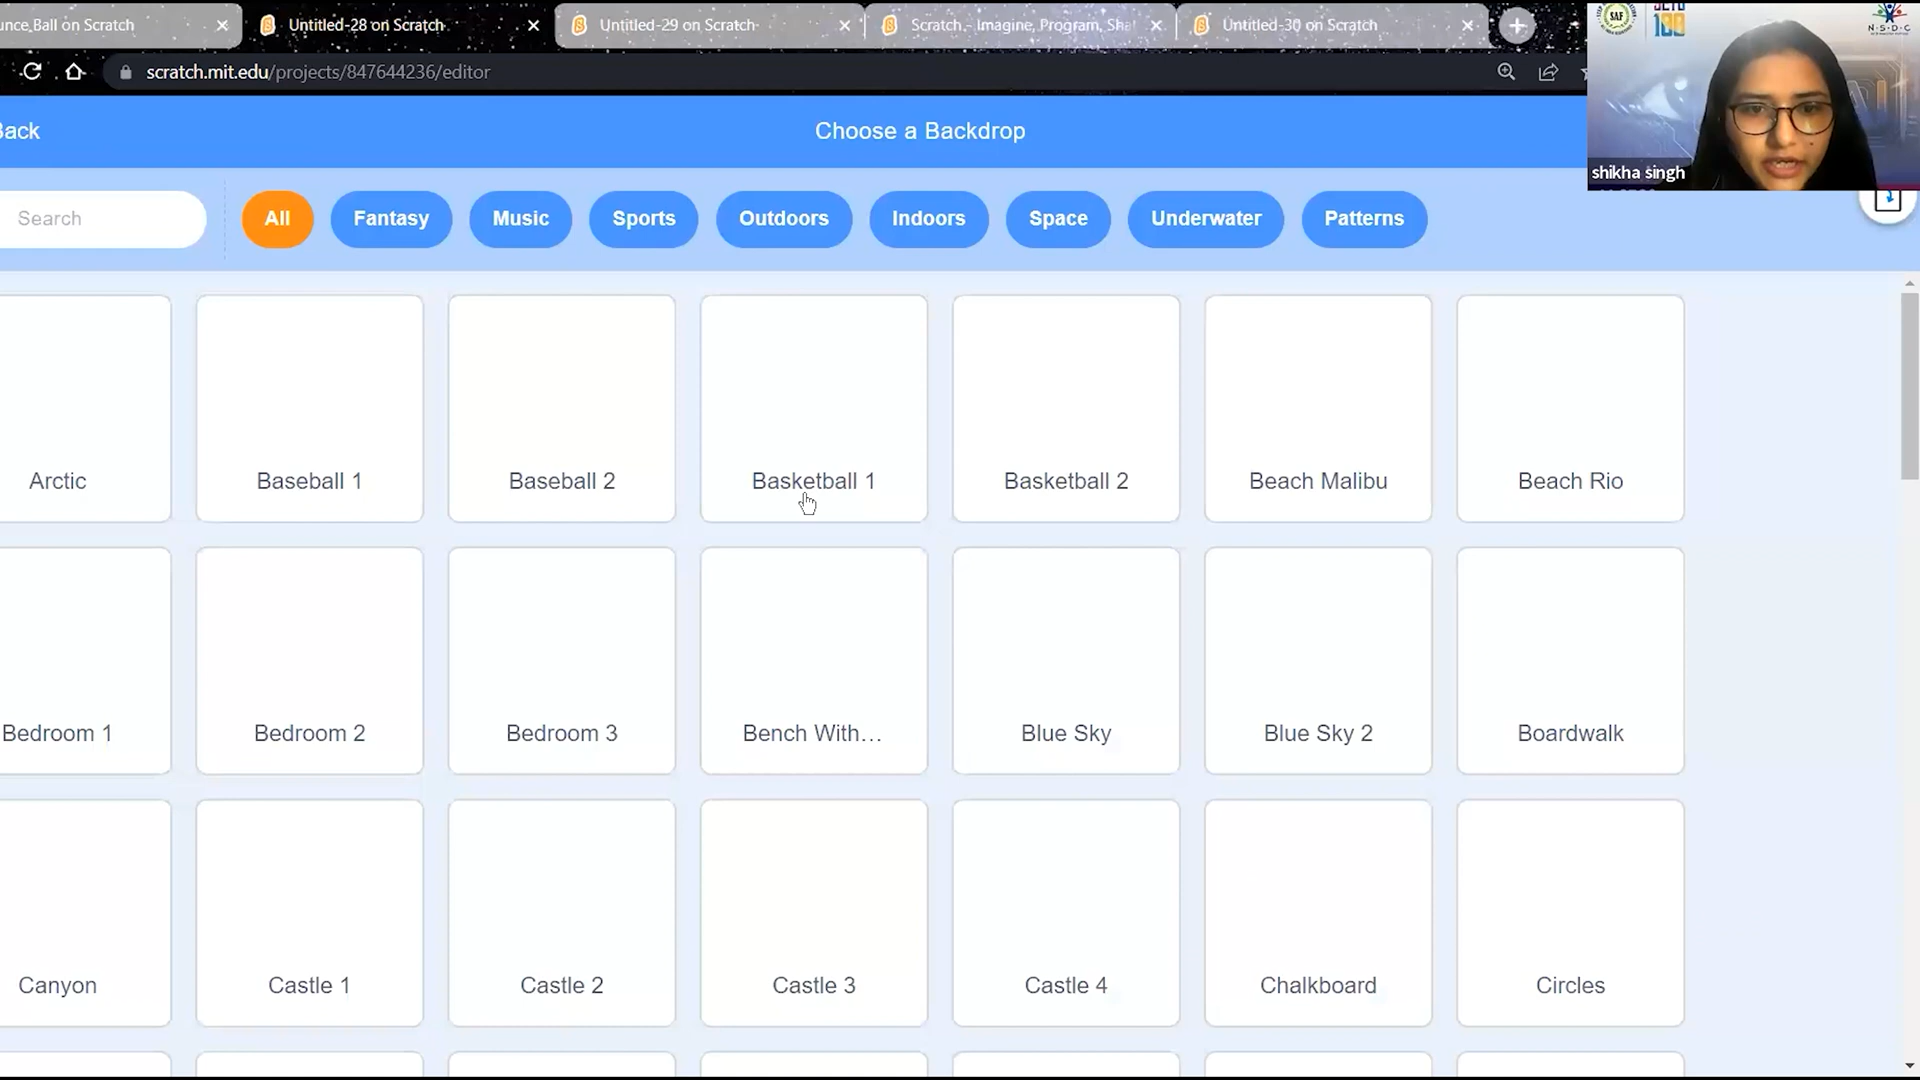 unce_Ball on Scratch
Untitled-28 on Scratch
Untitled-29 on Scratch
Scratch - Imagine, Program, Sha
Untitled-30 on Scratch
scratch.mit.edu/projects/847644236/editor
SAF
100
N·S·D·C
shikha singh
Back
Choose a Backdrop
Search
All
Fantasy
Music
Sports
Outdoors
Indoors
Space
Underwater
Patterns
Arctic
Baseball 1
Baseball 2
Basketball 1
Basketball 2
Beach Malibu
Beach Rio
Bedroom 1
Bedroom 2
Bedroom 3
Bench With...
Blue Sky
Blue Sky 2
Boardwalk
Canyon
Castle 1
Castle 2
Castle 3
Castle 4
Chalkboard
Circles